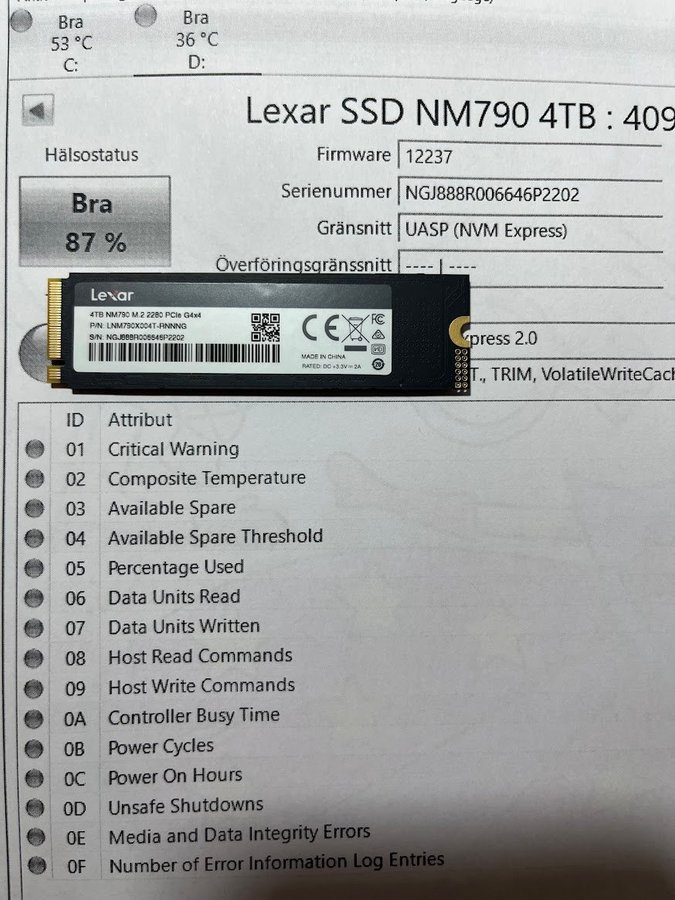 Bra
53 °C
C:
Bra
36 °C
D:
Lexar SSD NM790 4TB : 409
Hälsostatus
Bra
87 %
Firmware 12237
Serienummer NGJ888R006646P2202
Gränsnitt UASP (NVM Express)
Överföringsgränssnitt ---- | ----
xpress 2.0
T., TRIM, VolatileWriteCach
Lexar
4TB NM790 M.2 2280 PCIe G4x4
P/N: LNM790X004T-RNNNG
S/N: NGJ888R006646P2202
CE
FC
MADE IN CHINA
RATED: DC +3.3V ⎓ 2A
ID Attribut
01 Critical Warning
02 Composite Temperature
03 Available Spare
04 Available Spare Threshold
05 Percentage Used
06 Data Units Read
07 Data Units Written
08 Host Read Commands
09 Host Write Commands
0A Controller Busy Time
0B Power Cycles
0C Power On Hours
0D Unsafe Shutdowns
0E Media and Data Integrity Errors
0F Number of Error Information Log Entries